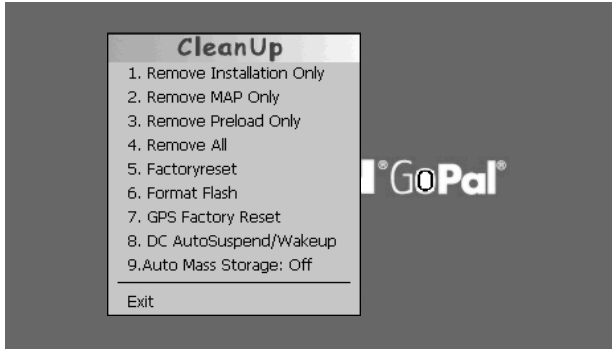 CleanUp
1. Remove Installation Only
2. Remove MAP Only
3. Remove Preload Only
4. Remove All
5. Factoryreset
6. Format Flash
7. GPS Factory Reset
8. DC AutoSuspend/Wakeup
9.Auto Mass Storage: Off
Exit
®GoPal®